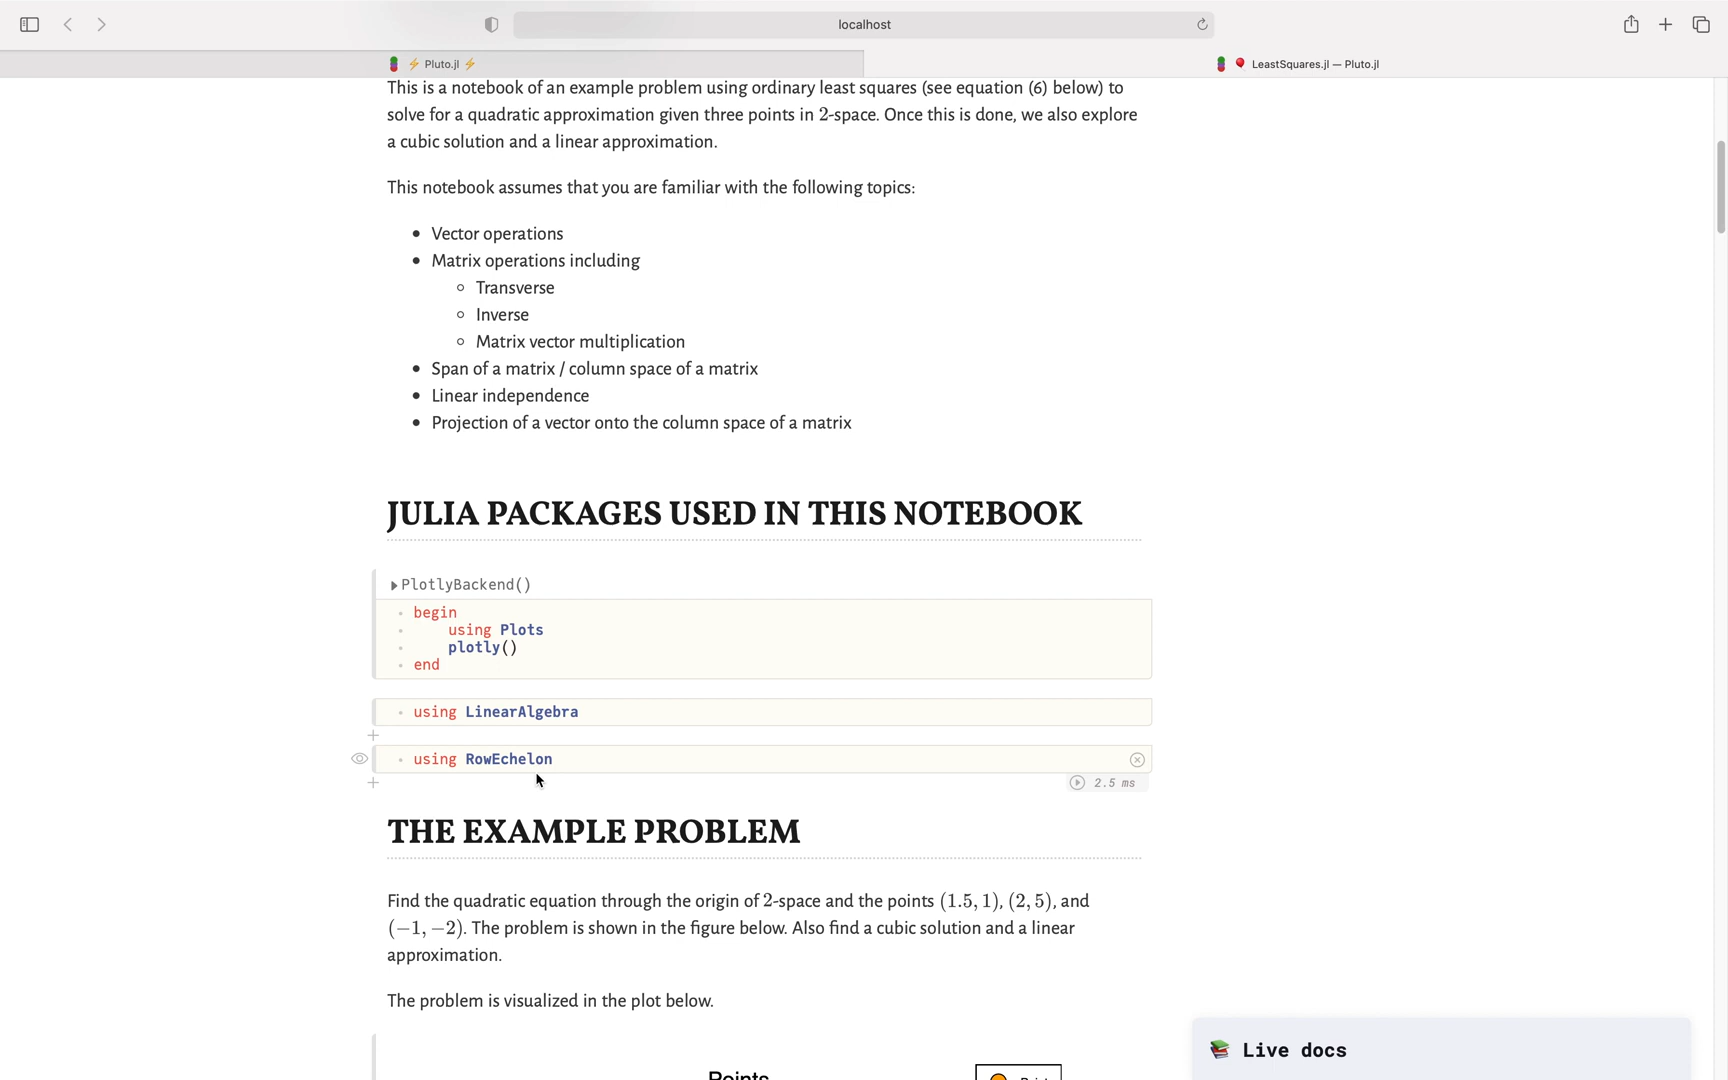 localhost
⚡ Pluto.jl ⚡
🎈 LeastSquares.jl — Pluto.jl
This is a notebook of an example problem using ordinary least squares (see equation (6) below) to
solve for a quadratic approximation given three points in 2-space. Once this is done, we also explore
a cubic solution and a linear approximation.
This notebook assumes that you are familiar with the following topics:
• Vector operations
• Matrix operations including
◦ Transverse
◦ Inverse
◦ Matrix vector multiplication
• Span of a matrix / column space of a matrix
• Linear independence
• Projection of a vector onto the column space of a matrix
JULIA PACKAGES USED IN THIS NOTEBOOK
PlotlyBackend()
begin
using Plots
plotly()
end
using LinearAlgebra
using RowEchelon
2.5 ms
THE EXAMPLE PROBLEM
Find the quadratic equation through the origin of 2-space and the points (1.5, 1), (2, 5), and
(−1, −2). The problem is shown in the figure below. Also find a cubic solution and a linear
approximation.
The problem is visualized in the plot below.
Points
📚 Live docs